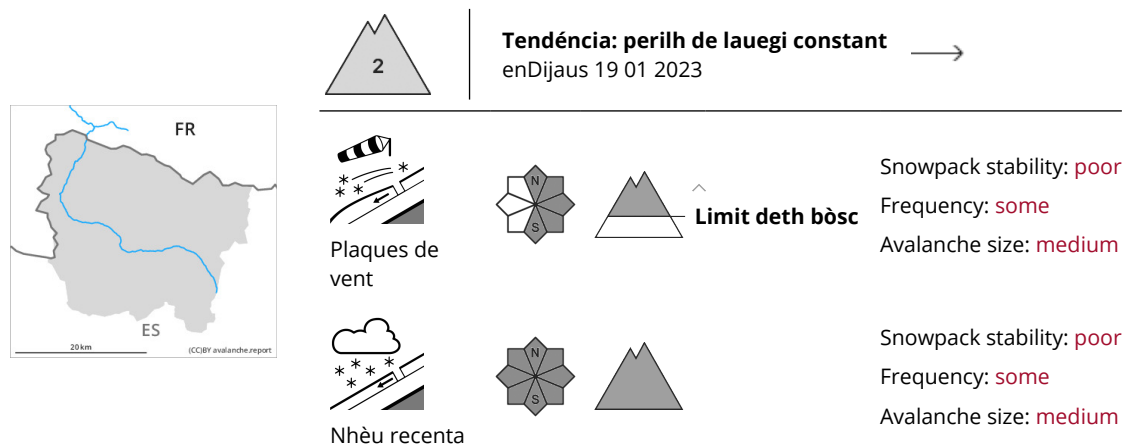 2
Tendéncia: perilh de lauegi constant
enDijaus 19 01 2023
FR
ES
20 km
(CC)BY avalanche.report
Plaques de
vent
N
S
Limit deth bòsc
Snowpack stability: poor
Frequency: some
Avalanche size: medium
Nhèu recenta
N
S
Snowpack stability: poor
Frequency: some
Avalanche size: medium